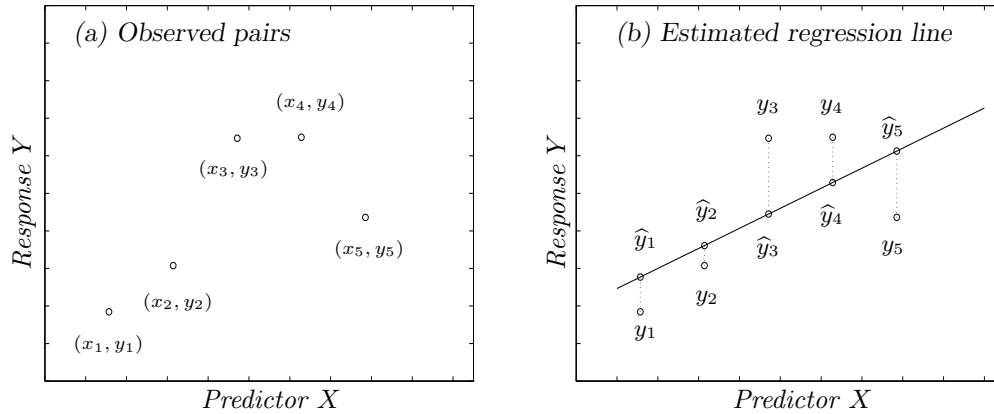 (a) Observed pairs
(x₄, y₄)
(x₃, y₃)
(x₅, y₅)
(x₂, y₂)
(x₁, y₁)
Response Y
Predictor X
(b) Estimated regression line
y₃
y₄
ŷ₅
ŷ₂
ŷ₁
ŷ₃
ŷ₄
y₅
y₂
y₁
Response Y
Predictor X